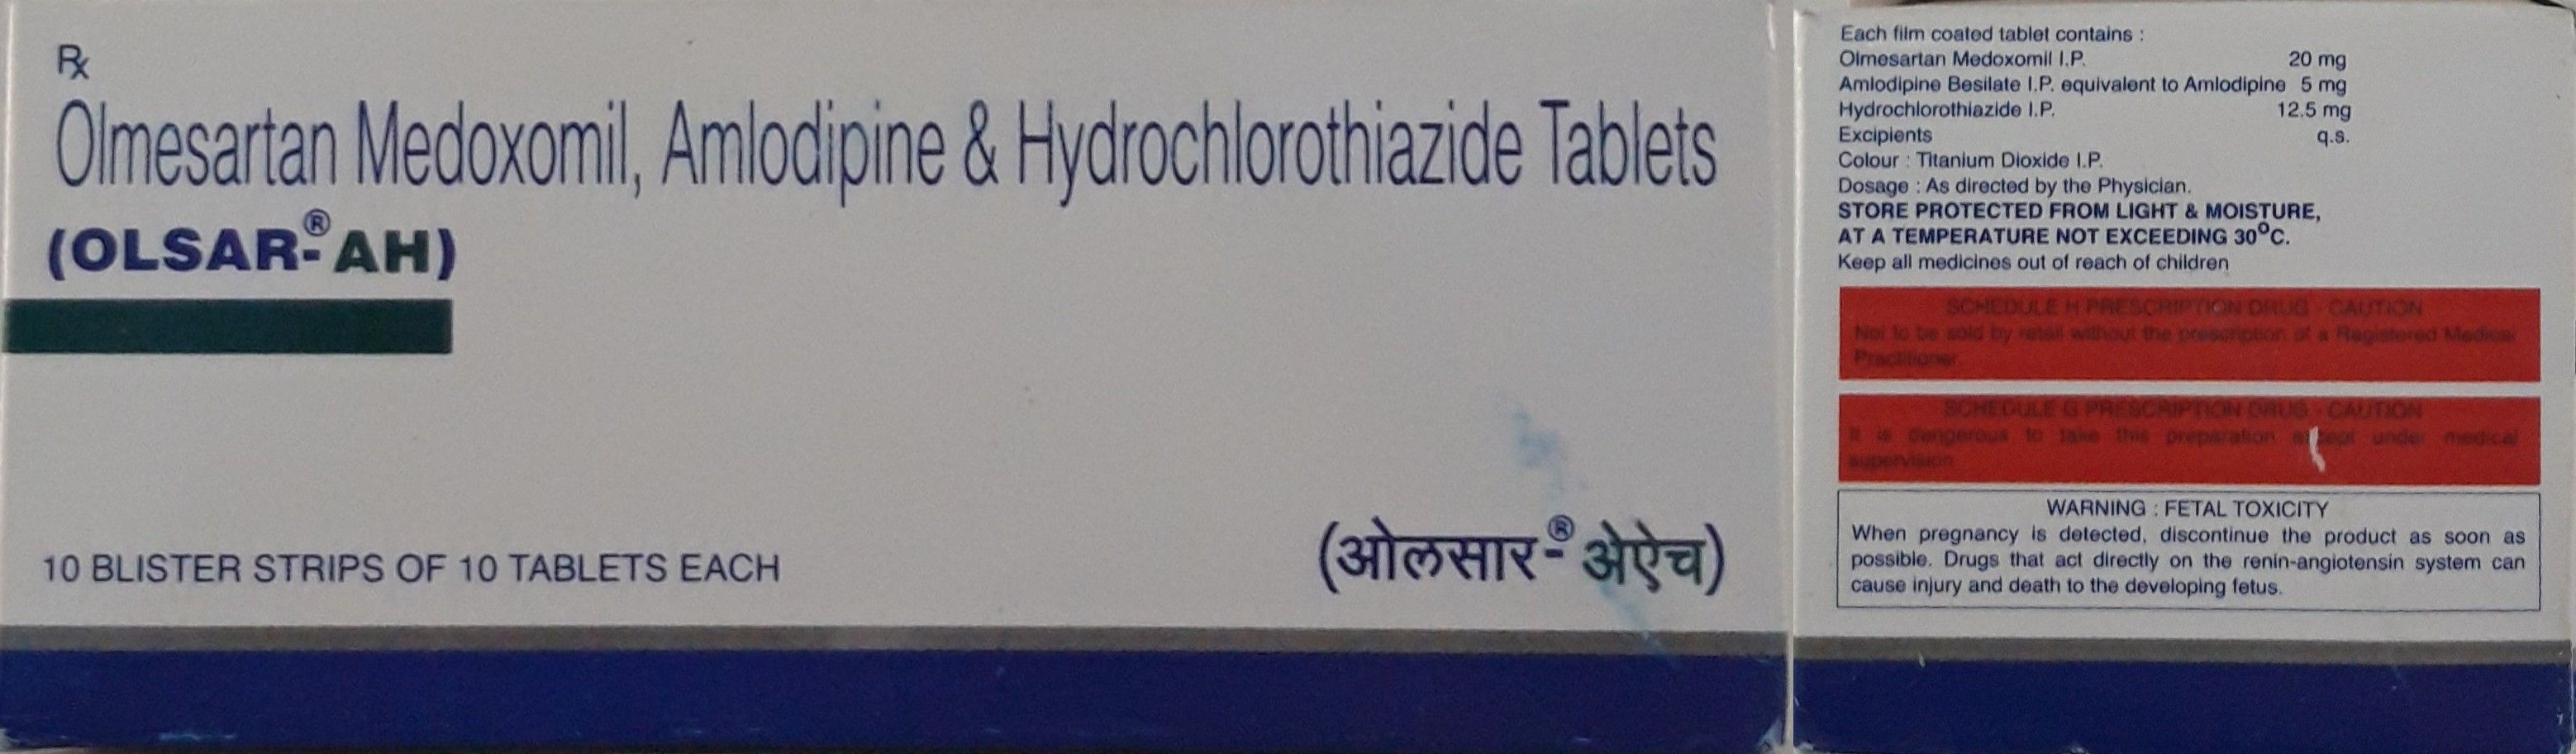 Rx
Olmesartan Medoxomil, Amlodipine & Hydrochlorothiazide Tablets
(OLSAR-® AH)
10 BLISTER STRIPS OF 10 TABLETS EACH
(ओलसार-® अेऐच)
Each film coated tablet contains :
Olmesartan Medoxomil I.P. 20 mg
Amlodipine Besilate I.P. equivalent to Amlodipine 5 mg
Hydrochlorothiazide I.P. 12.5 mg
Excipients q.s.
Colour : Titanium Dioxide I.P.
Dosage : As directed by the Physician.
STORE PROTECTED FROM LIGHT & MOISTURE,
AT A TEMPERATURE NOT EXCEEDING 30°C.
Keep all medicines out of reach of children
SCHEDULE H PRESCRIPTION DRUG - CAUTION
Not to be sold by retail without the prescription of a Registered Medical
Practitioner.
SCHEDULE G PRESCRIPTION DRUG - CAUTION
It is dangerous to take this preparation except under medical
supervision
WARNING : FETAL TOXICITY
When pregnancy is detected, discontinue the product as soon as
possible. Drugs that act directly on the renin-angiotensin system can
cause injury and death to the developing fetus.